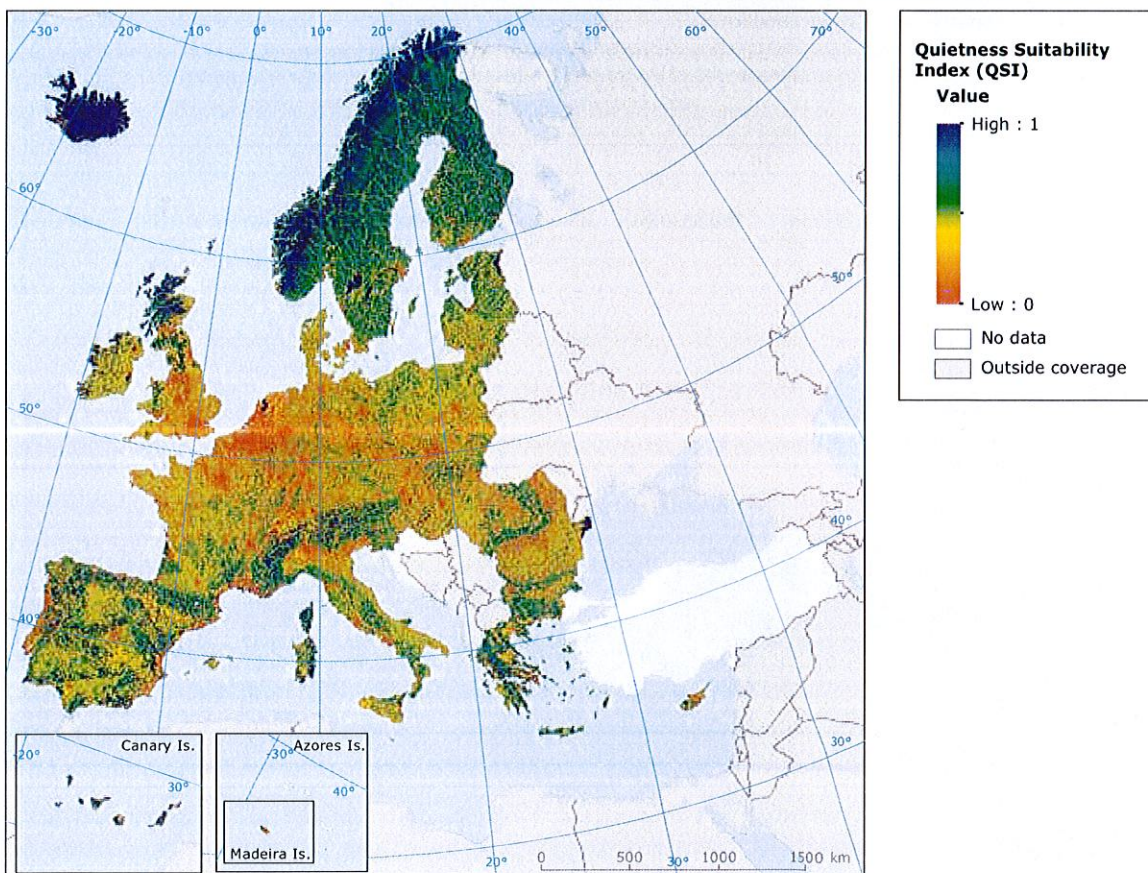 -30°
-20°
-10°
0°
10°
20°
30°
40°
50°
60°
70°
60°
50°
50°
40°
40°
30°
20°
30°
Canary Is.
-20°
30°
Azores Is.
-30°
40°
Madeira Is.
0 500 1000 1500 km
Quietness Suitability
Index (QSI)
Value
High : 1
Low : 0
No data
Outside coverage